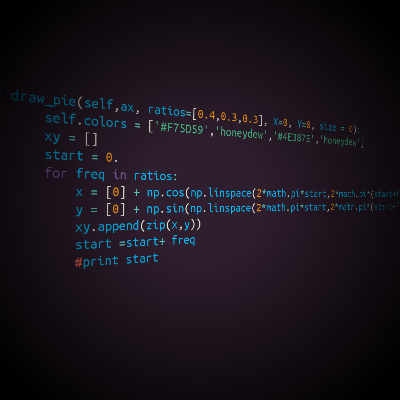 draw_pie(self,ax, ratios=[0.4,0.3,0.3], X=0, Y=0, size = 0):
self.colors = ['#F75D59','honeydew','#4E387E','honeydew',
xy = []
start = 0.
for freq in ratios:
x = [0] + np.cos(np.linspace(2*math.pi*start,2*math.pi*(start+
y = [0] + np.sin(np.linspace(2*math.pi*start,2*math.pi*(start+
xy.append(zip(x,y))
start =start+ freq
#print start